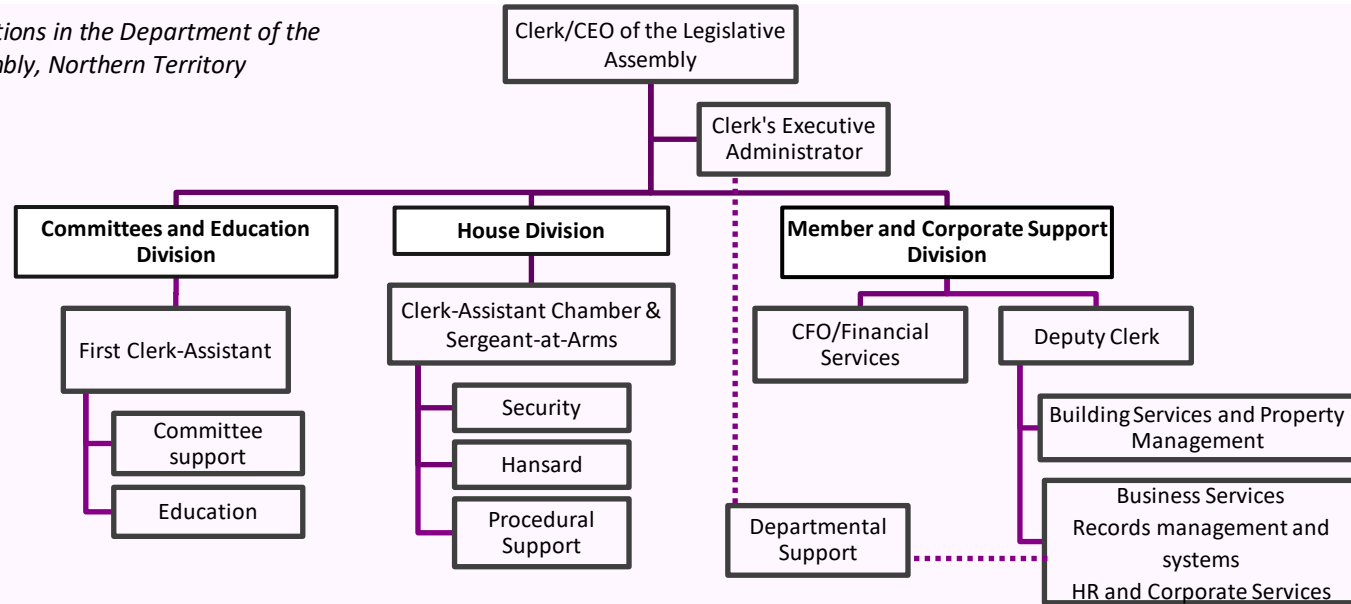 tions in the Department of the
bly, Northern Territory
Clerk/CEO of the Legislative
Assembly
Clerk's Executive
Administrator
Committees and Education
Division
House Division
Member and Corporate Support
Division
First Clerk-Assistant
Clerk-Assistant Chamber &
Sergeant-at-Arms
CFO/Financial
Services
Deputy Clerk
Committee
support
Education
Security
Hansard
Procedural
Support
Building Services and Property
Management
Departmental
Support
Business Services
Records management and
systems
HR and Corporate Services